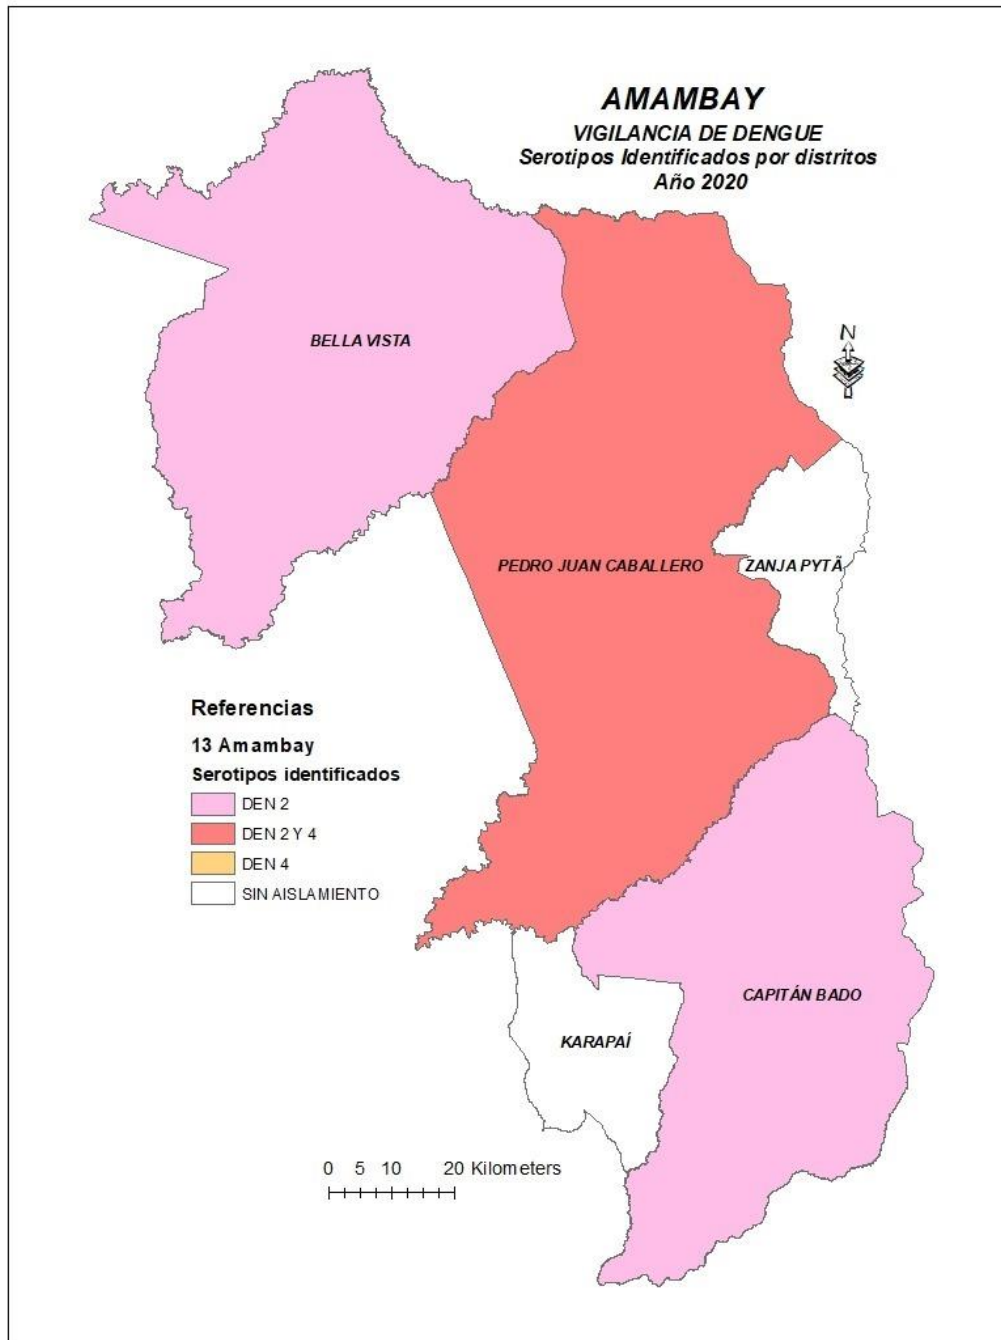 AMAMBAY
VIGILANCIA DE DENGUE
Serotipos Identificados por distritos
Año 2020
BELLA VISTA
N
PEDRO JUAN CABALLERO
ZANJA PYTÃ
Referencias
13 Amambay
Serotipos identificados
DEN 2
DEN 2 Y 4
DEN 4
SIN AISLAMIENTO
CAPITÁN BADO
KARAPAÍ
0 5 10 20 Kilometers